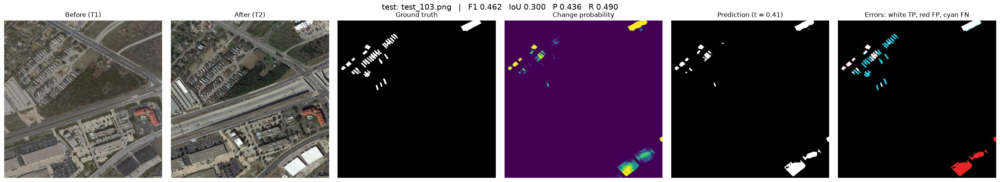 test: test_103.png | F1 0.462 IoU 0.300 P 0.436 R 0.490
Before (T1)
After (T2)
Ground truth
Change probability
Prediction (t = 0.41)
Errors: white TP, red FP, cyan FN